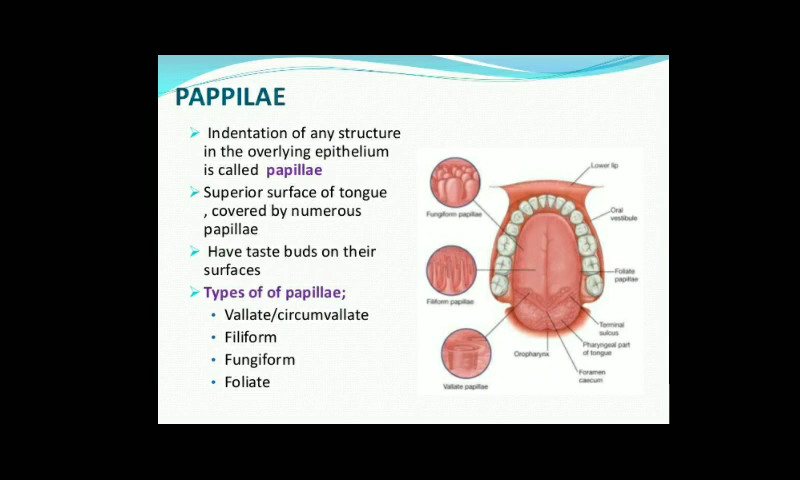 PAPPILAE
Indentation of any structure
in the overlying epithelium
is called papillae
Superior surface of tongue
, covered by numerous
papillae
Have taste buds on their
surfaces
Types of of papillae;
Vallate/circumvallate
Filiform
Fungiform
Foliate
Lower lip
Fungiform papillae
Oral
vestibule
Foliate
papillae
Filiform papillae
Terminal
sulcus
Pharyngeal part
of tongue
Oropharynx
Foramen
caecum
Vallate papillae